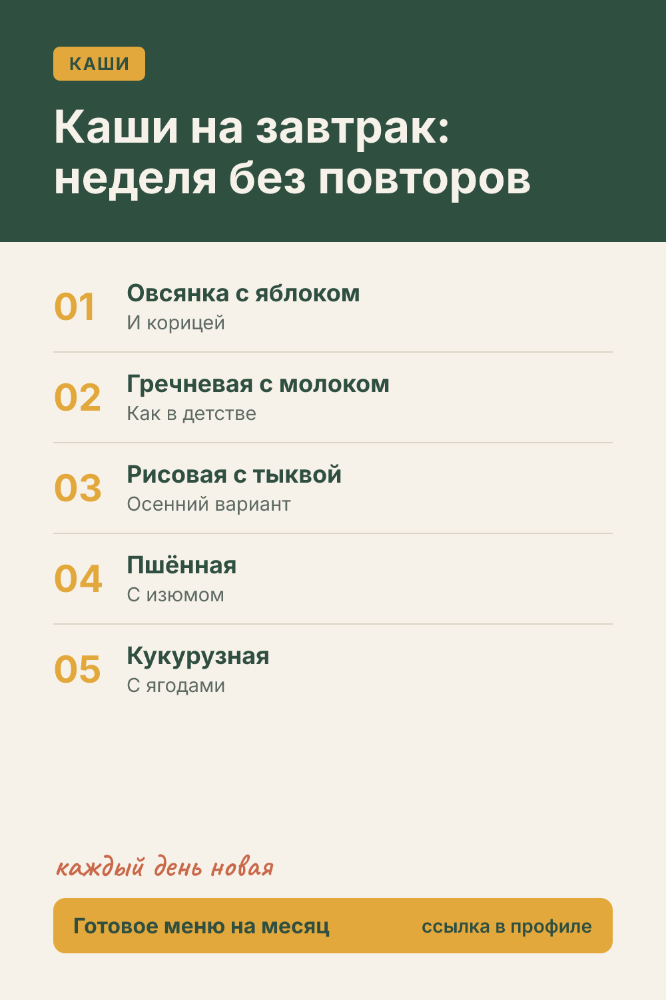 КАШИ
Каши на завтрак:
неделя без повторов
01
Овсянка с яблоком
И корицей
02
Гречневая с молоком
Как в детстве
03
Рисовая с тыквой
Осенний вариант
04
Пшённая
С изюмом
05
Кукурузная
С ягодами
каждый день новая
Готовое меню на месяц
ссылка в профиле